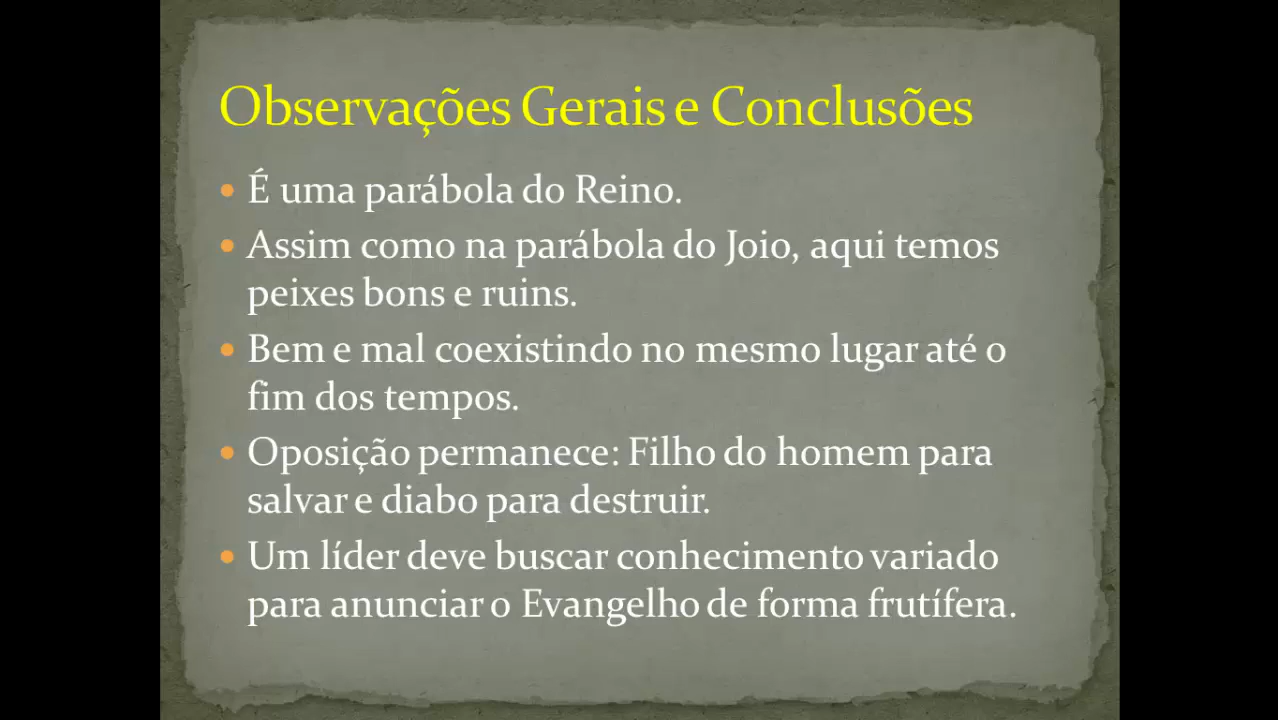 Observações Gerais e Conclusões
• É uma parábola do Reino.
• Assim como na parábola do Joio, aqui temos
peixes bons e ruins.
• Bem e mal coexistindo no mesmo lugar até o
fim dos tempos.
• Oposição permanece: Filho do homem para
salvar e diabo para destruir.
• Um líder deve buscar conhecimento variado
para anunciar o Evangelho de forma frutífera.